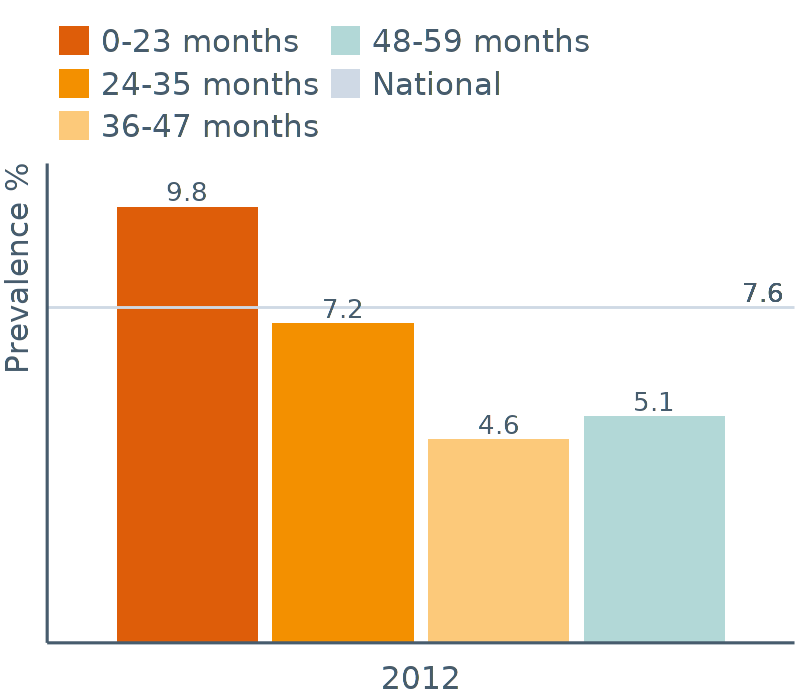 0-23 months
24-35 months
36-47 months
48-59 months
National
Prevalence %
9.8
7.2
4.6
5.1
7.6
2012